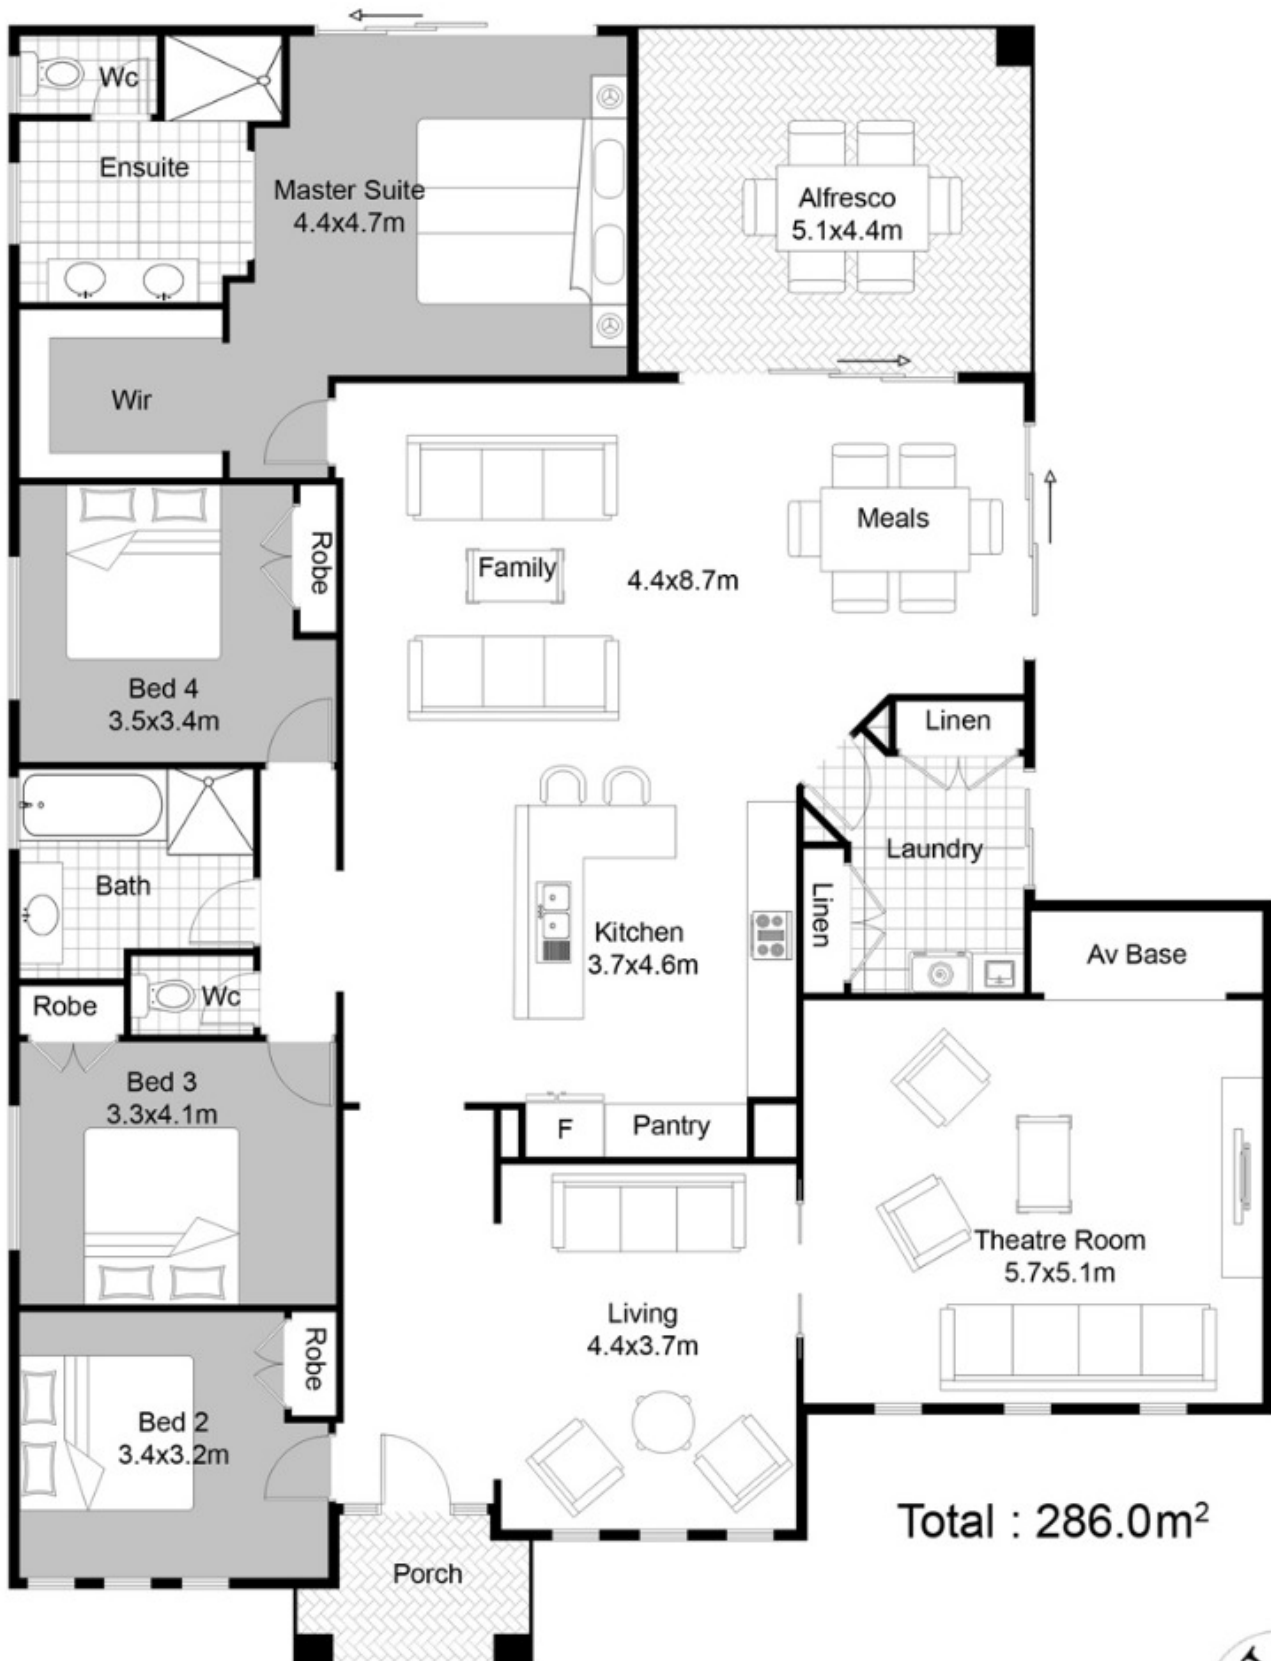 Wc
Ensuite
Master Suite
4.4x4.7m
Alfresco
5.1x4.4m
Wir
Robe
Family
4.4x8.7m
Meals
Bed 4
3.5x3.4m
Linen
Bath
Laundry
Linen
Kitchen
3.7x4.6m
Av Base
Robe
Wc
Bed 3
3.3x4.1m
F
Pantry
Theatre Room
5.7x5.1m
Living
4.4x3.7m
Robe
Bed 2
3.4x3.2m
Total : 286.0m²
Porch